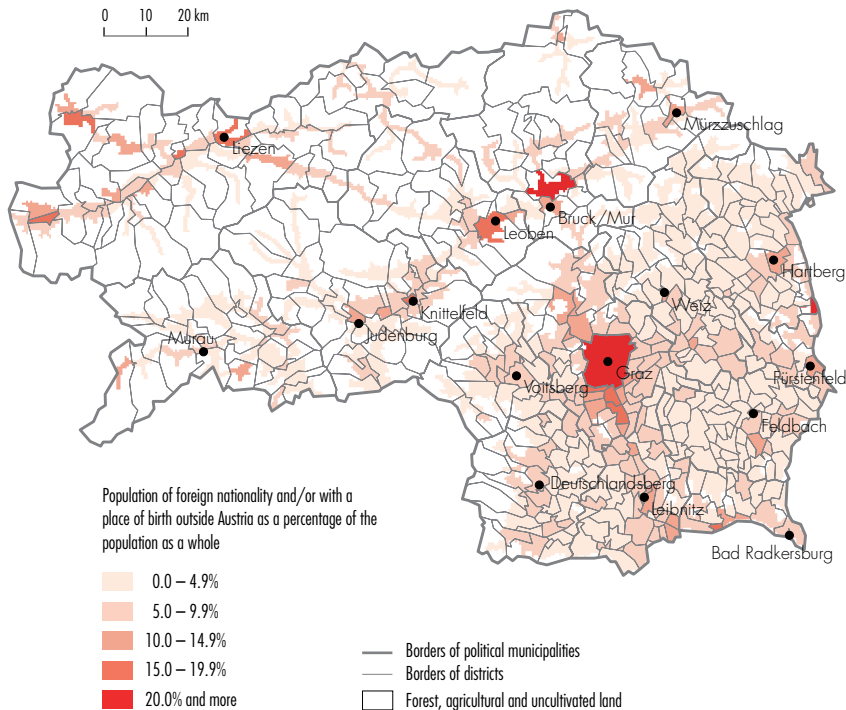 0 10 20 km
Mürzzuschlag
Liezen
Bruck/Mur
Leoben
Hartberg
Weiz
Knittelfeld
Judenburg
Murau
Graz
Voitsberg
Fürstenfeld
Feldbach
Deutschlandsberg
Leibnitz
Bad Radkersburg
Population of foreign nationality and/or with a
place of birth outside Austria as a percentage of the
population as a whole
0.0 – 4.9%
5.0 – 9.9%
10.0 – 14.9%
15.0 – 19.9%
20.0% and more
Borders of political municipalities
Borders of districts
Forest, agricultural and uncultivated land